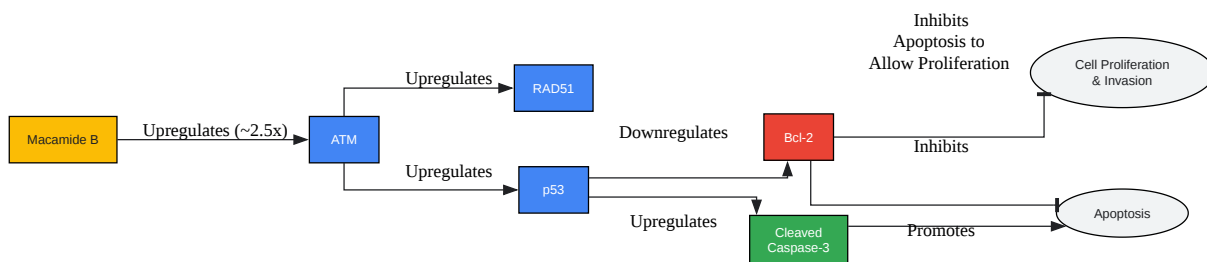 Inhibits
Apoptosis to
Allow Proliferation
Cell Proliferation
& Invasion
Upregulates
RAD51
Macamide B
Upregulates (~2.5x)
ATM
Downregulates
Bcl-2
Inhibits
Upregulates
p53
Upregulates
Cleaved
Caspase-3
Promotes
Apoptosis